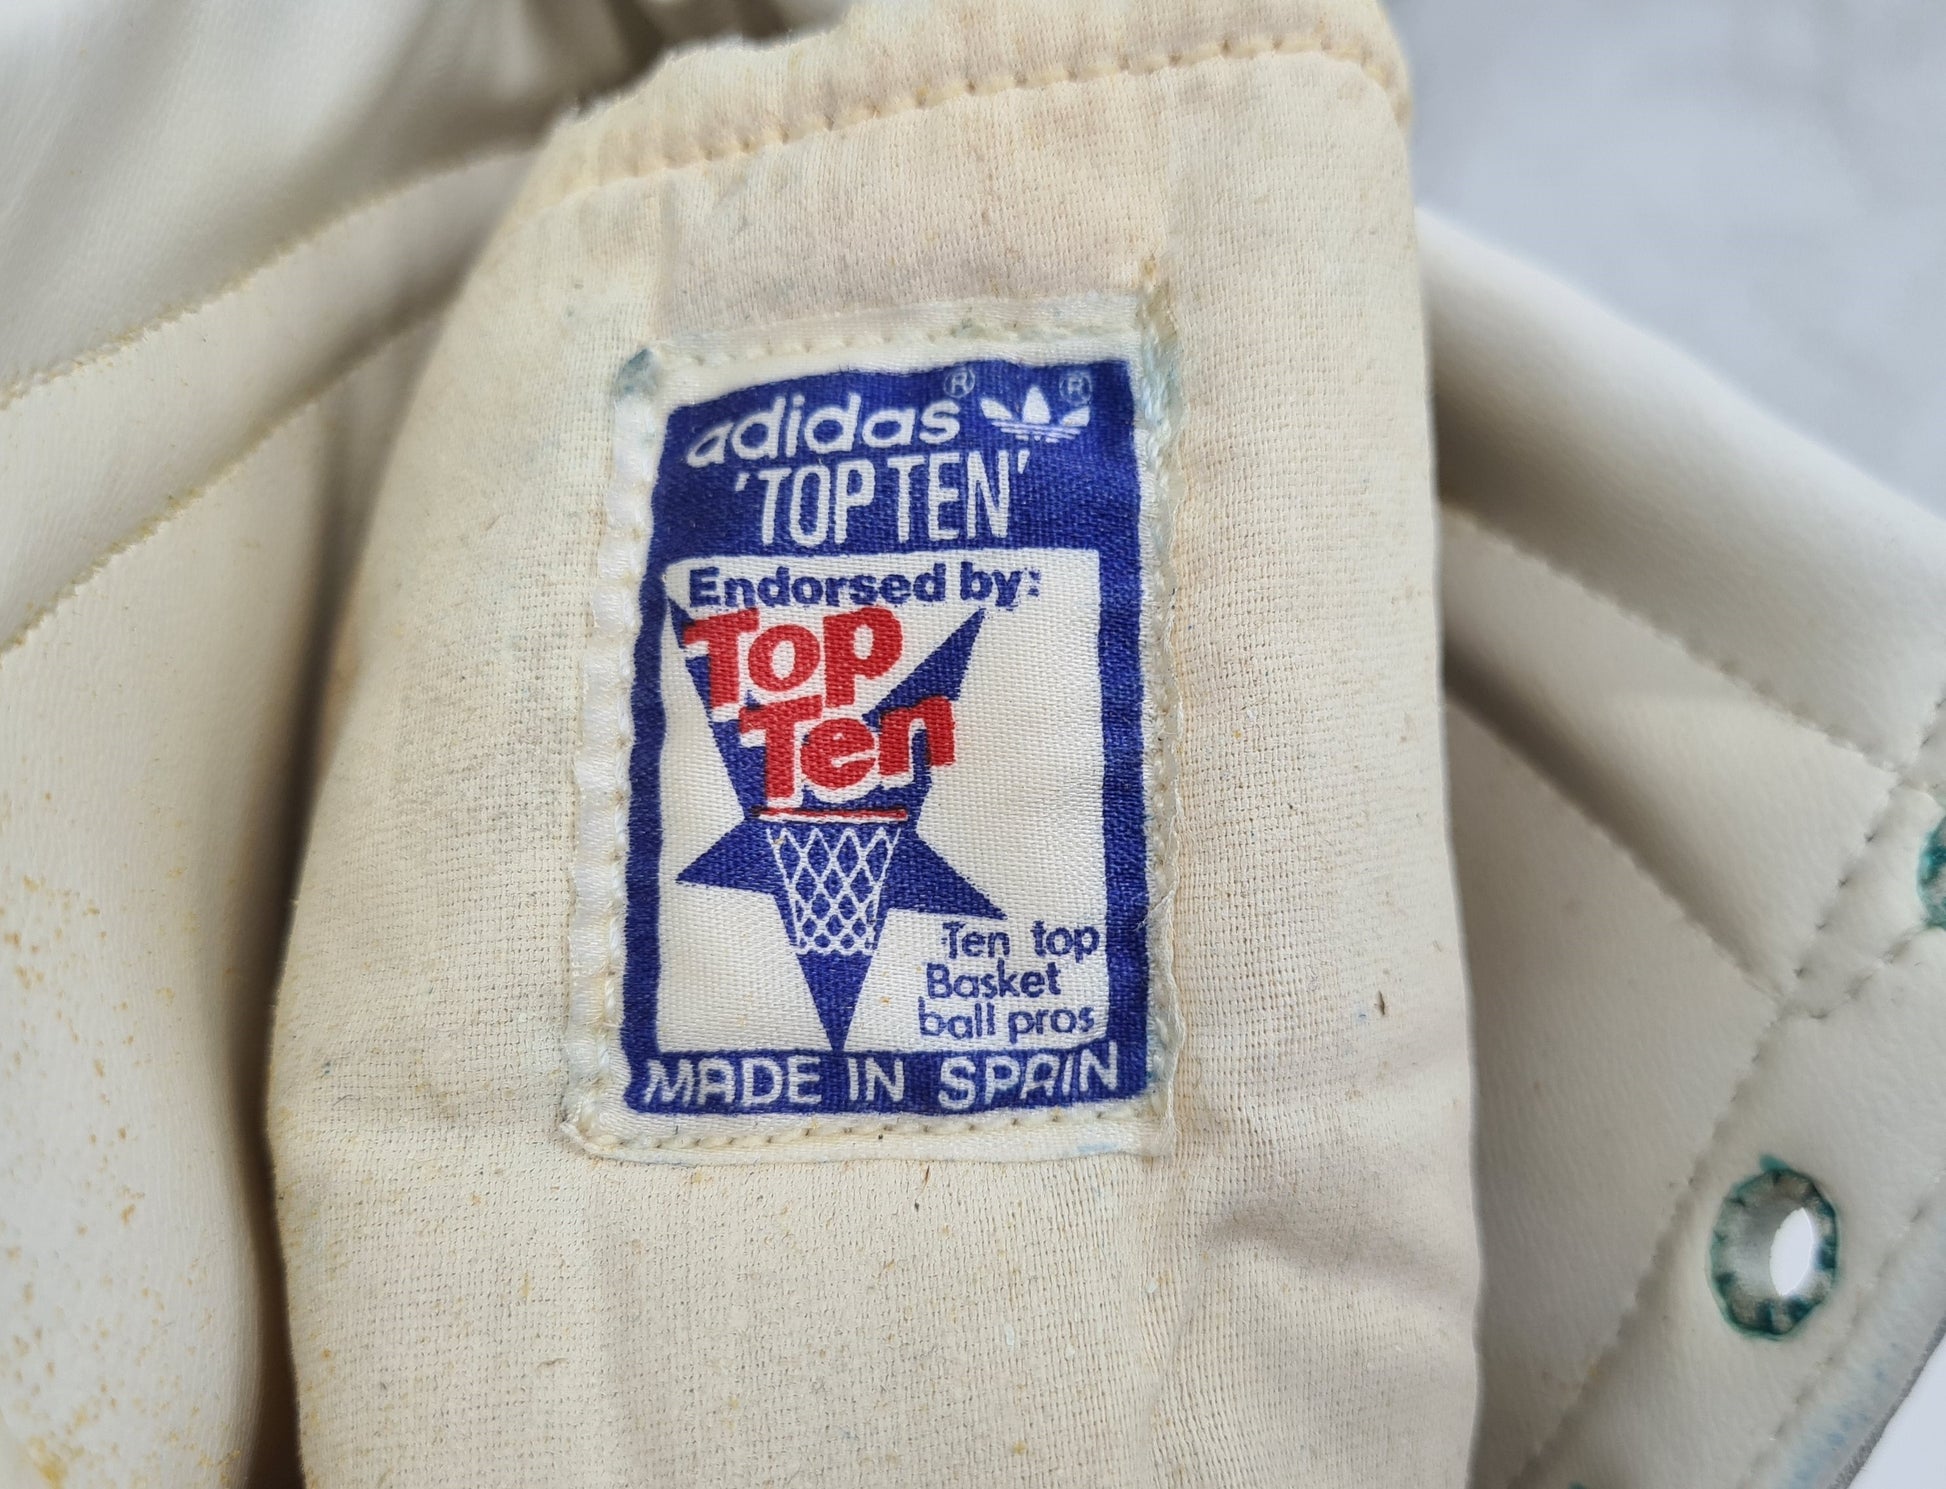 adidas® ®
'TOP TEN'
Endorsed by:
Top
Ten
Ten top
Basket
ball pros
MADE IN SPAIN